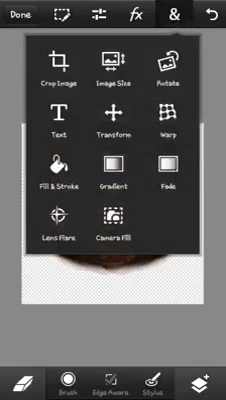 Done fx &
Crop Image Image Size Rotate
Text Transform Warp
Fill & Stroke Gradient Fade
Lens Flare Camera Fill
Brush Edge Aware Stylus